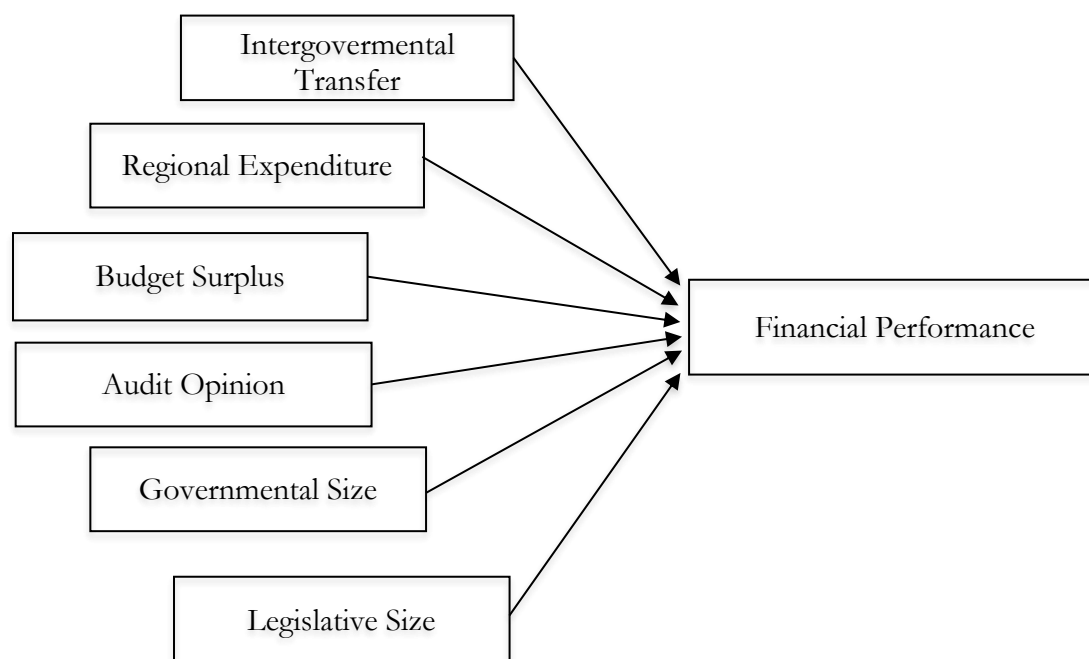 Intergovermental
Transfer
Regional Expenditure
Budget Surplus
Financial Performance
Audit Opinion
Governmental Size
Legislative Size